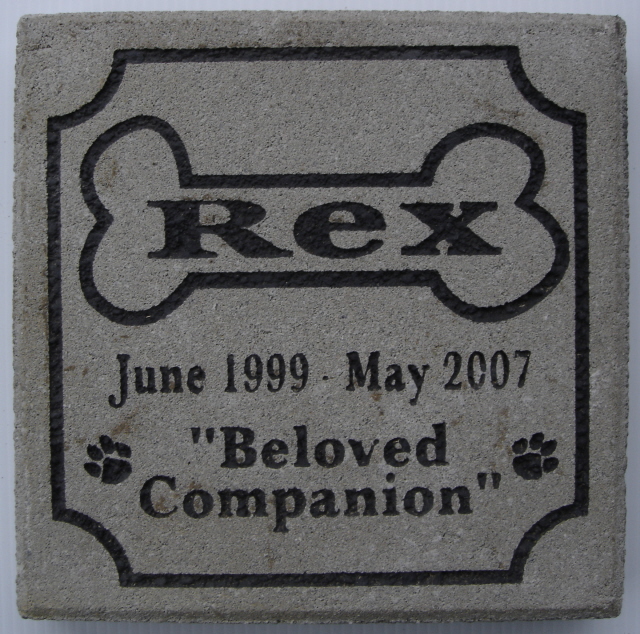 Rex
June 1999 - May 2007
"Beloved
Companion"